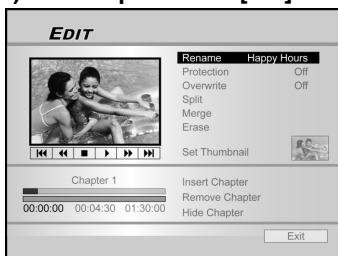 EDIT
Rename Happy Hours
Protection Off
Overwrite Off
Split
Merge
Erase
Set Thumbnail
Chapter 1
00:00:00 00:04:30 01:30:00
Insert Chapter
Remove Chapter
Hide Chapter
Exit